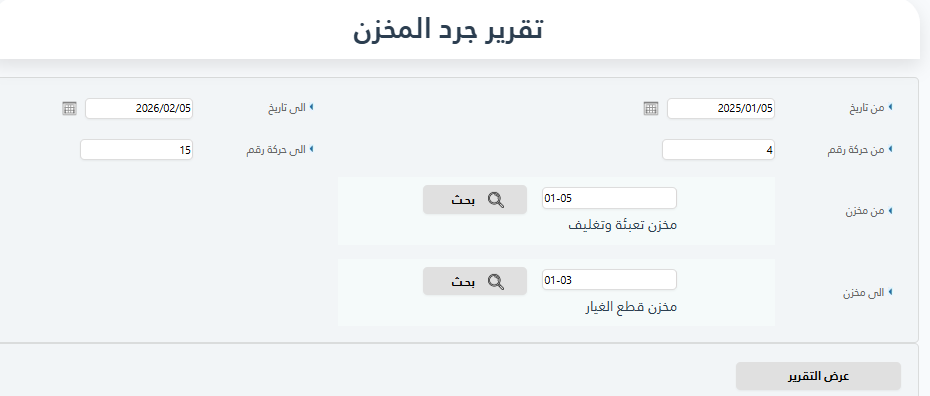 تقرير جرد المخزن
من تاريخ 2025/01/05 الى تاريخ 2026/02/05
من حركة رقم 4 الى حركة رقم 15
من مخزن 01-05 بحث
مخزن تعبئة وتغليف
الى مخزن 01-03 بحث
مخزن قطع الغيار
عرض التقرير